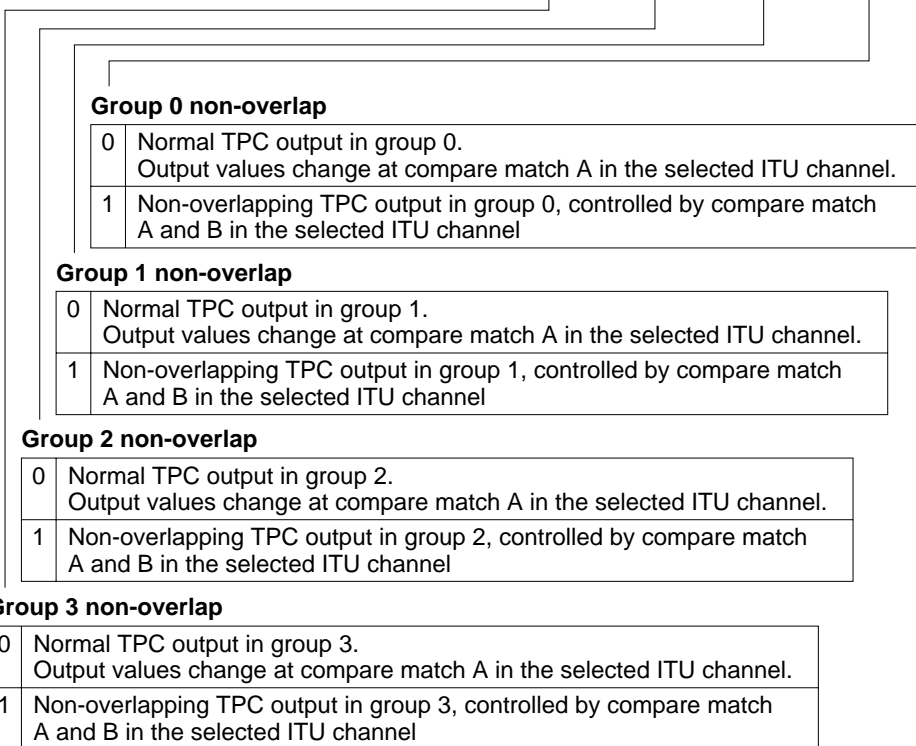 Group 0 non-overlap
0 Normal TPC output in group 0.
Output values change at compare match A in the selected ITU channel.
1 Non-overlapping TPC output in group 0, controlled by compare match
A and B in the selected ITU channel
Group 1 non-overlap
0 Normal TPC output in group 1.
Output values change at compare match A in the selected ITU channel.
1 Non-overlapping TPC output in group 1, controlled by compare match
A and B in the selected ITU channel
Group 2 non-overlap
0 Normal TPC output in group 2.
Output values change at compare match A in the selected ITU channel.
1 Non-overlapping TPC output in group 2, controlled by compare match
A and B in the selected ITU channel
Group 3 non-overlap
0 Normal TPC output in group 3.
Output values change at compare match A in the selected ITU channel.
1 Non-overlapping TPC output in group 3, controlled by compare match
A and B in the selected ITU channel